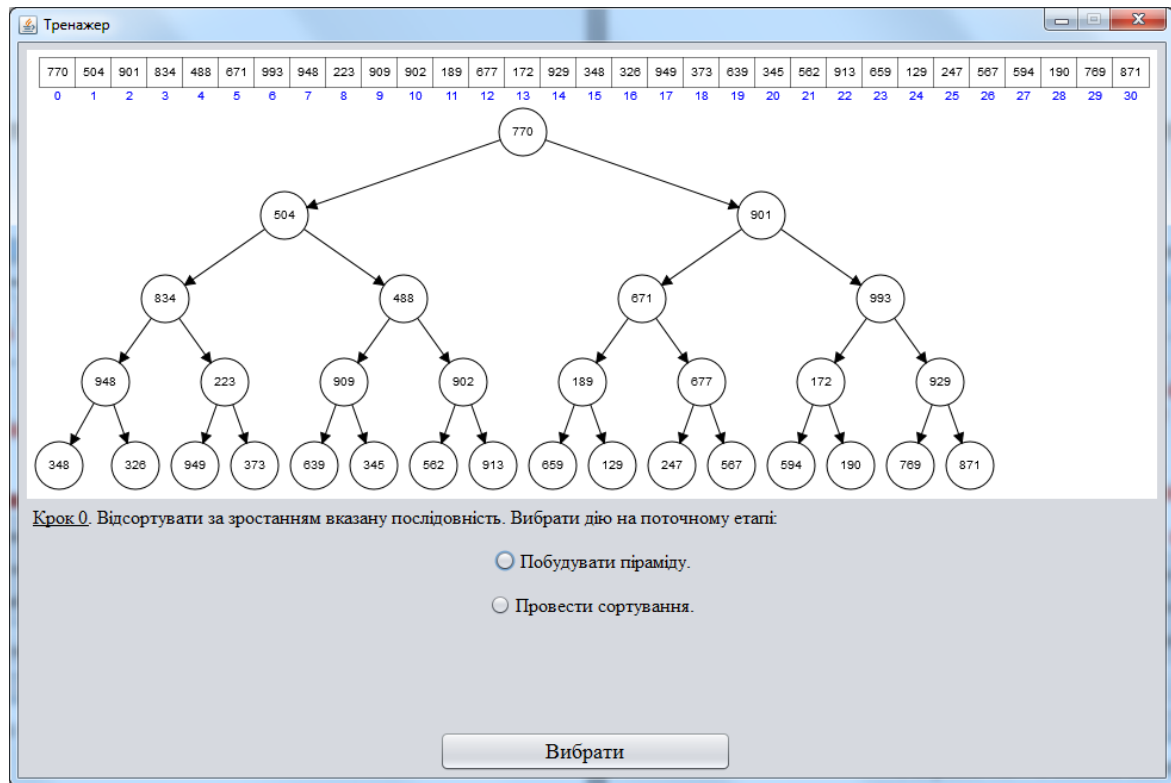 Тренажер
770 504 901 834 488 671 993 948 223 909 902 189 677 172 929 348 326 949 373 639 345 562 913 659 129 247 567 594 190 769 871
0 1 2 3 4 5 6 7 8 9 10 11 12 13 14 15 16 17 18 19 20 21 22 23 24 25 26 27 28 29 30
770
504 901
834 488 671 993
948 223 909 902 189 677 172 929
348 326 949 373 639 345 562 913 659 129 247 567 594 190 769 871
Крок 0. Відсортувати за зростанням вказану послідовність. Вибрати дію на поточному етапі:
Побудувати піраміду.
Провести сортування.
Вибрати